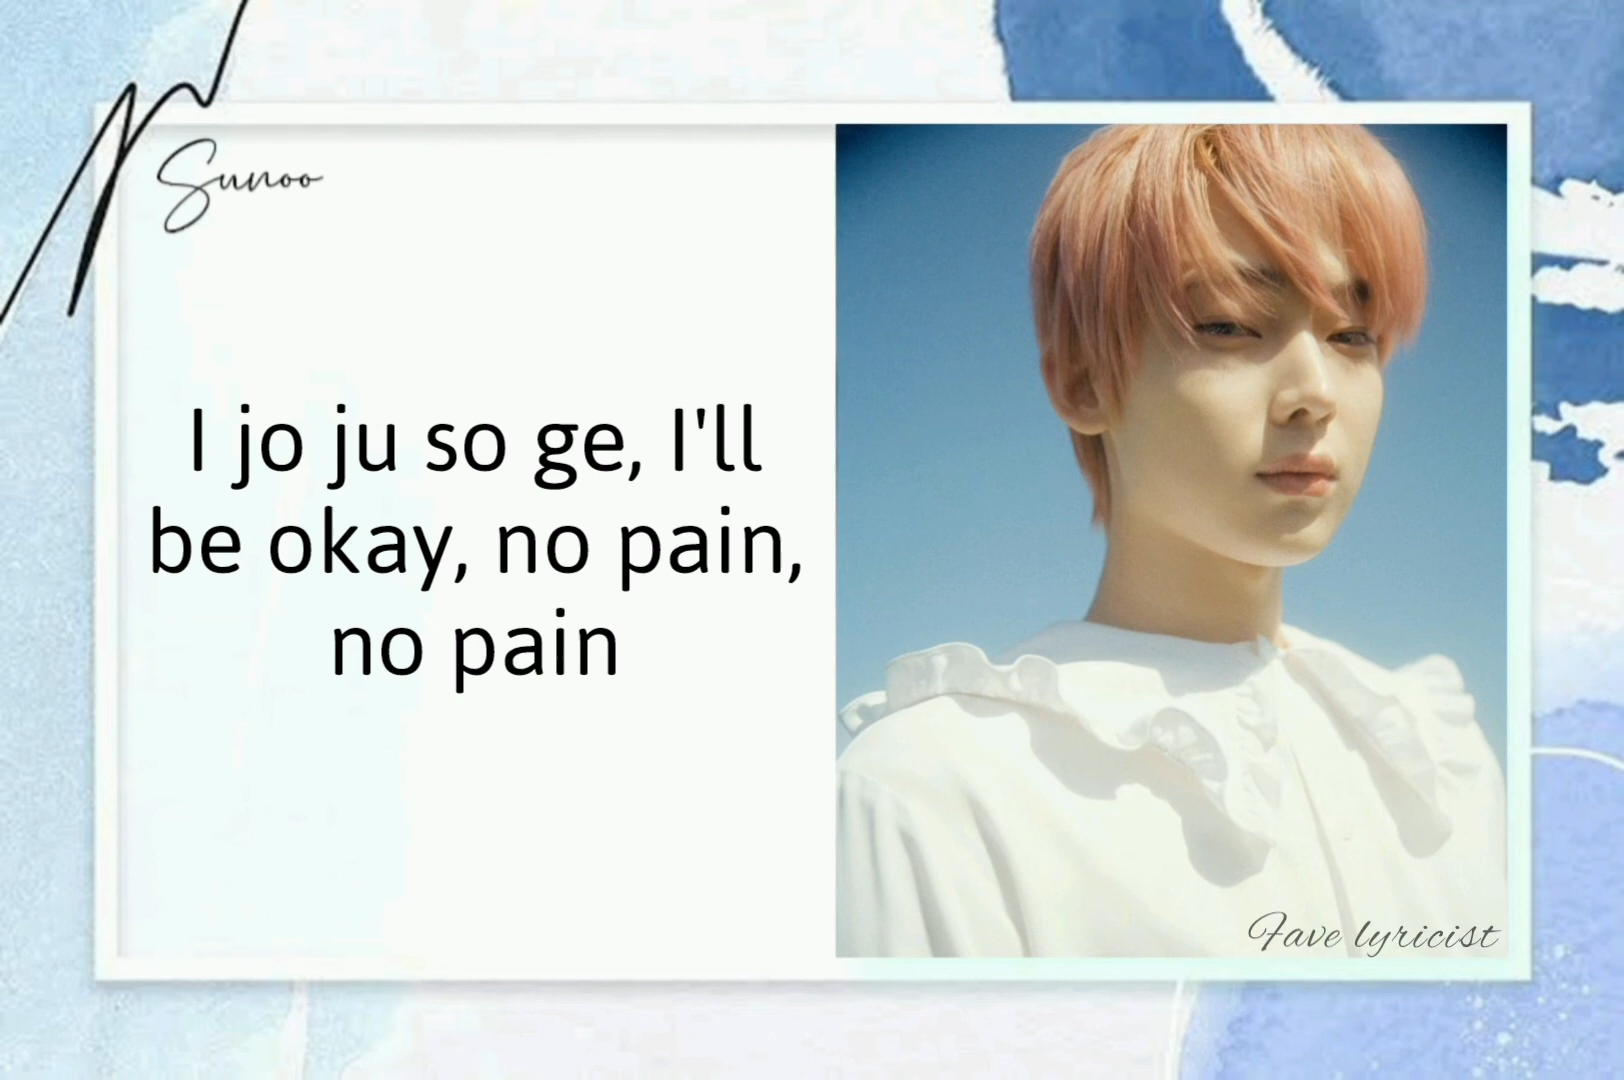 Sunoo
I jo ju so ge, I'll
be okay, no pain,
no pain
Fave lyricist